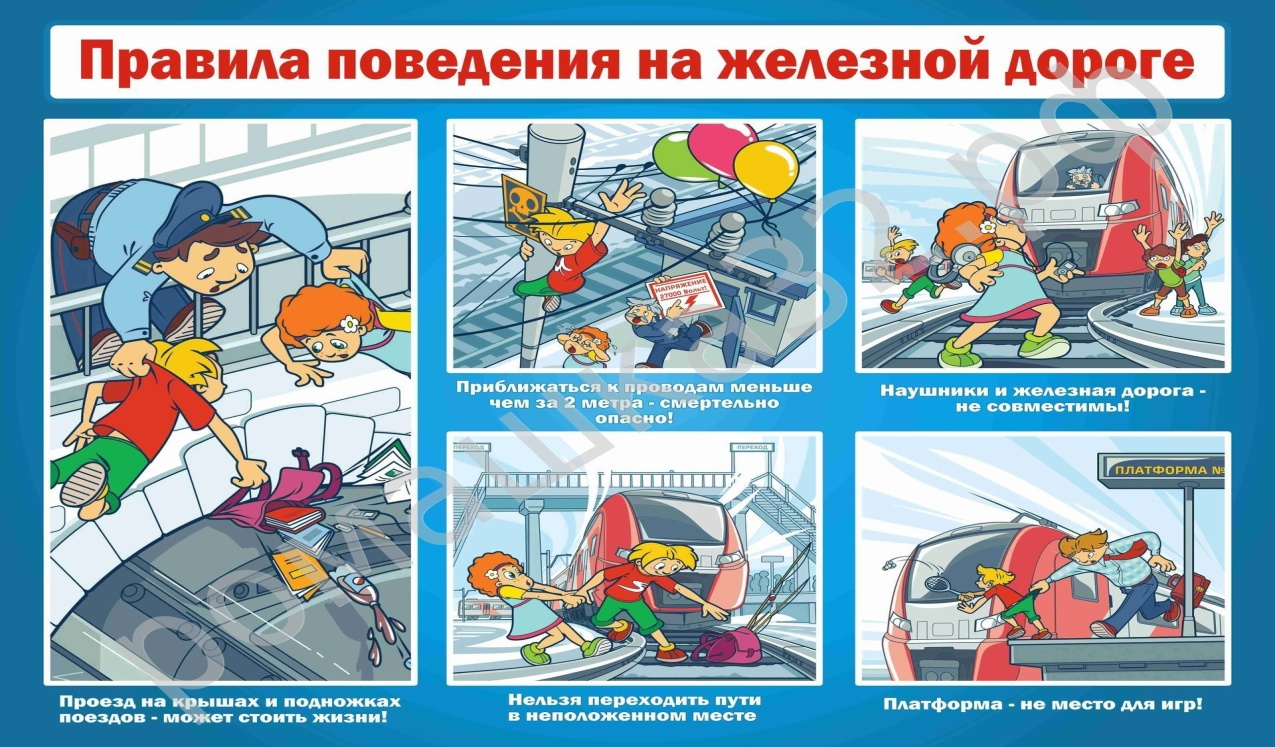 Правила поведения на железной дороге
Проезд на крышах и подножках
поездов - может стоить жизни!
НАПРЯЖЕНИЕ
27000 Вольт!
Приближаться к проводам меньше
чем за 2 метра - смертельно
опасно!
Наушники и железная дорога -
не совместимы!
ПЕРЕХОД
ПЕРЕХОД
Нельзя переходить пути
в неположенном месте
ПЛАТФОРМА №
Платформа - не место для игр!
ромашка32.рф